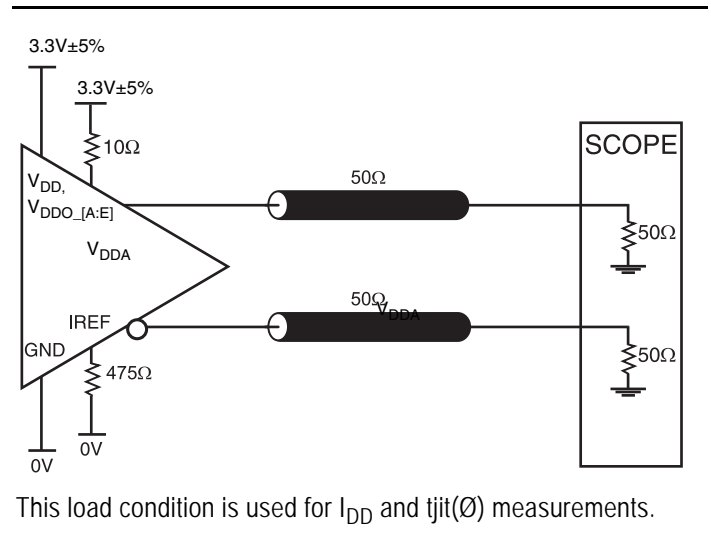 3.3V±5%
3.3V±5%
10Ω
SCOPE
50Ω
V_DD,
V_DDO_[A:E]
50Ω
V_DDA
50Ω
V_DDA
IREF
GND
50Ω
475Ω
0V
0V
This load condition is used for I_DD and tjit(Ø) measurements.